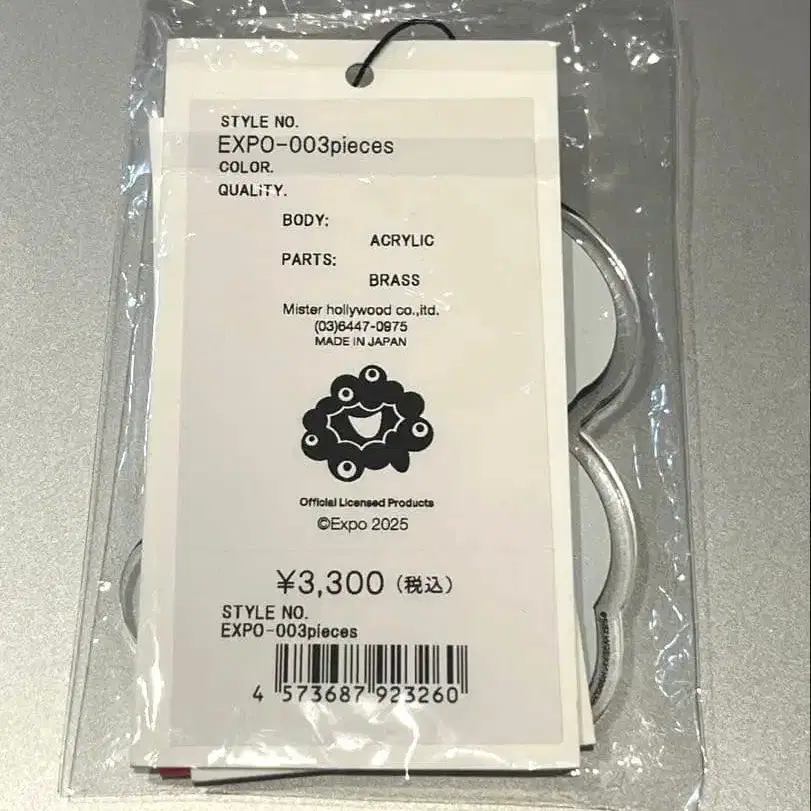 STYLE NO.
EXPO-003pieces
COLOR.
QUALITY.
BODY:
ACRYLIC
PARTS:
BRASS
Mister hollywood co.,itd.
(03)6447-0975
MADE IN JAPAN
Official Licensed Products
©Expo 2025
¥3,300 (税込)
STYLE NO.
EXPO-003pieces
4 573687 923260